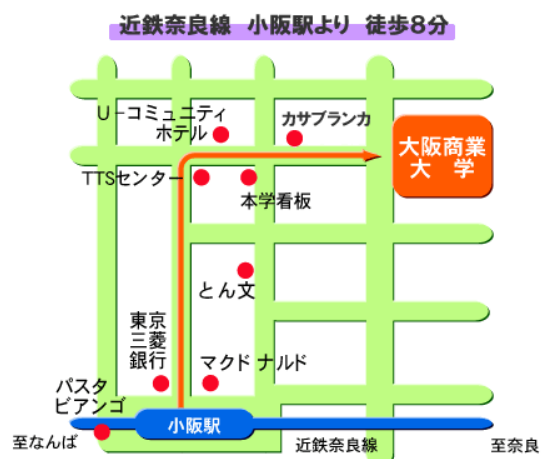 近鉄奈良線 小阪駅より 徒歩8分
U-コミュニティ
ホテル
カサブランカ
大阪商業
大 学
TTSセンター
本学看板
とん文
東京
三菱
銀行
マクドナルド
パスタ
ビアンゴ
小阪駅
至なんば
近鉄奈良線
至奈良